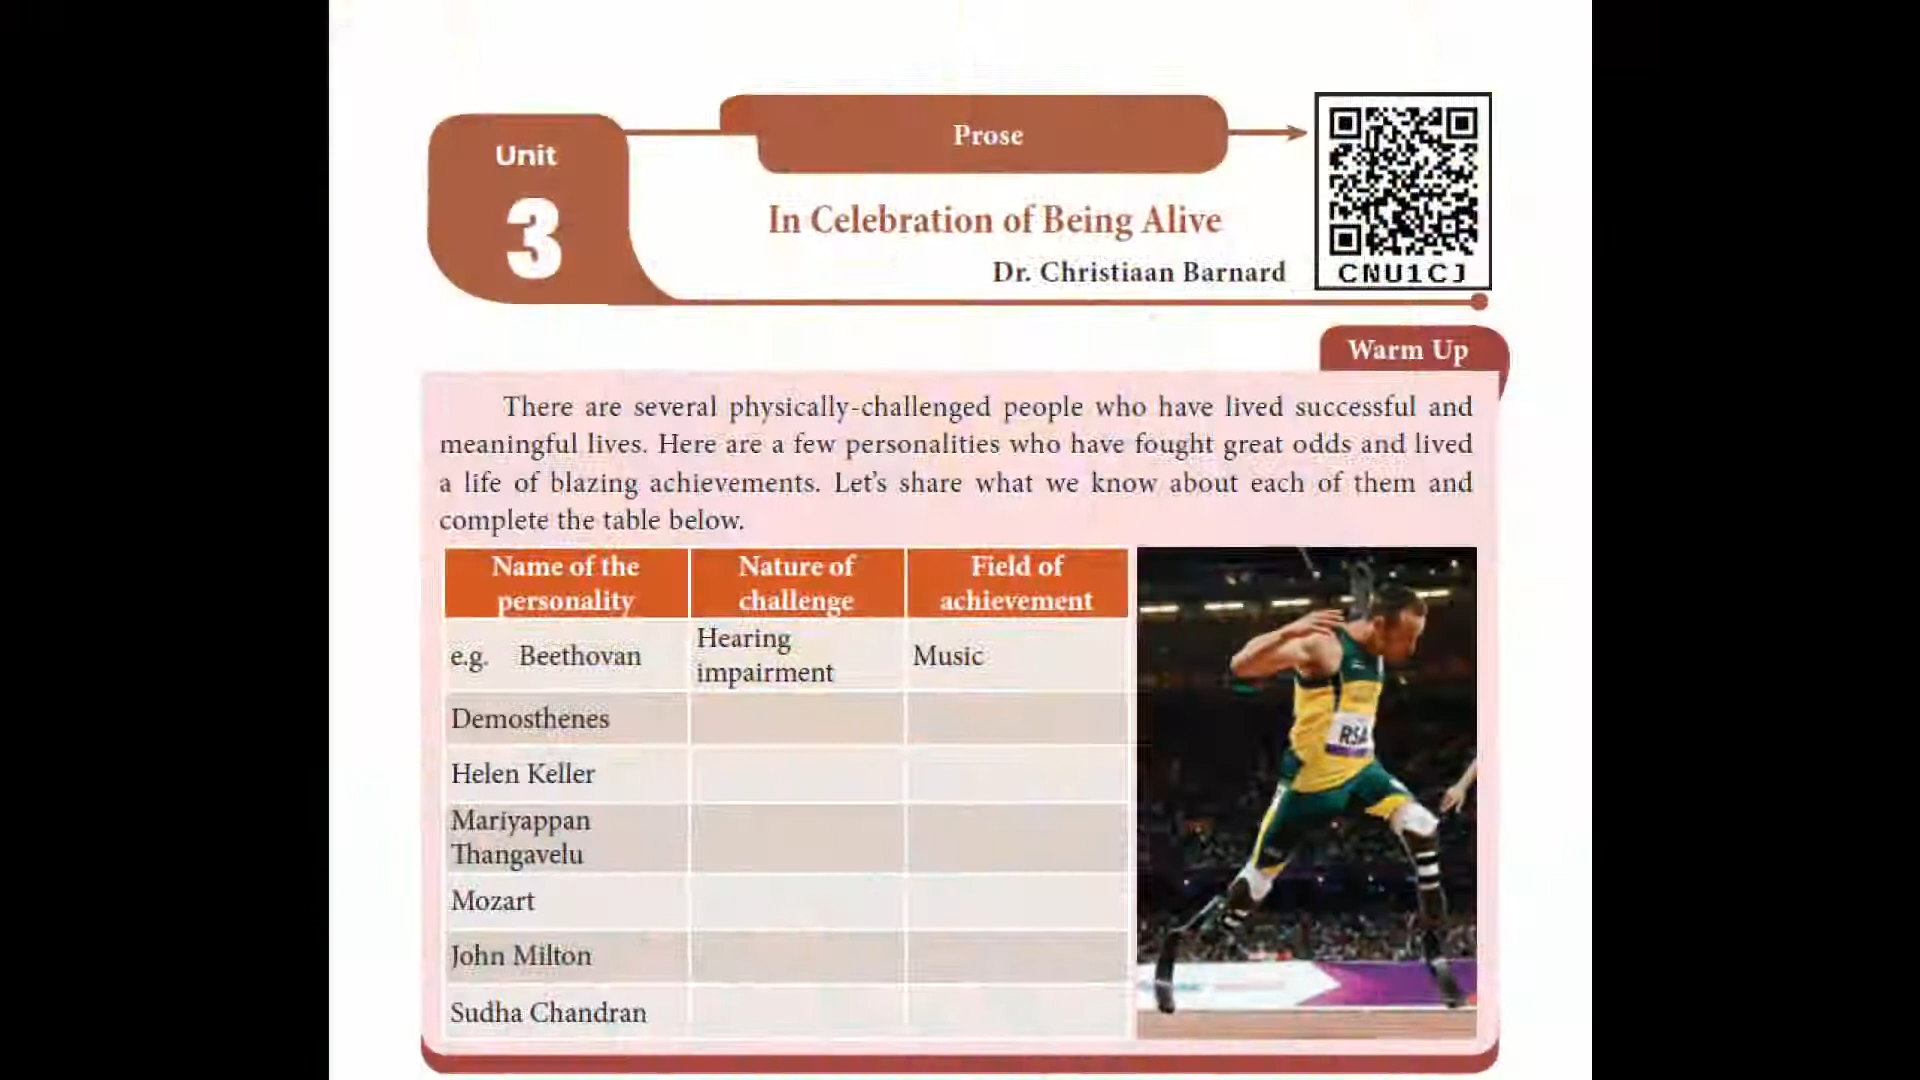 Unit
3
Prose
In Celebration of Being Alive
Dr. Christiaan Barnard
CNU1CJ
Warm Up
There are several physically-challenged people who have lived successful and
meaningful lives. Here are a few personalities who have fought great odds and lived
a life of blazing achievements. Let's share what we know about each of them and
complete the table below.
Name of the personality
Nature of challenge
Field of achievement
e.g. Beethovan
Hearing impairment
Music
Demosthenes
Helen Keller
Mariyappan
Thangavelu
Mozart
John Milton
Sudha Chandran
RSA